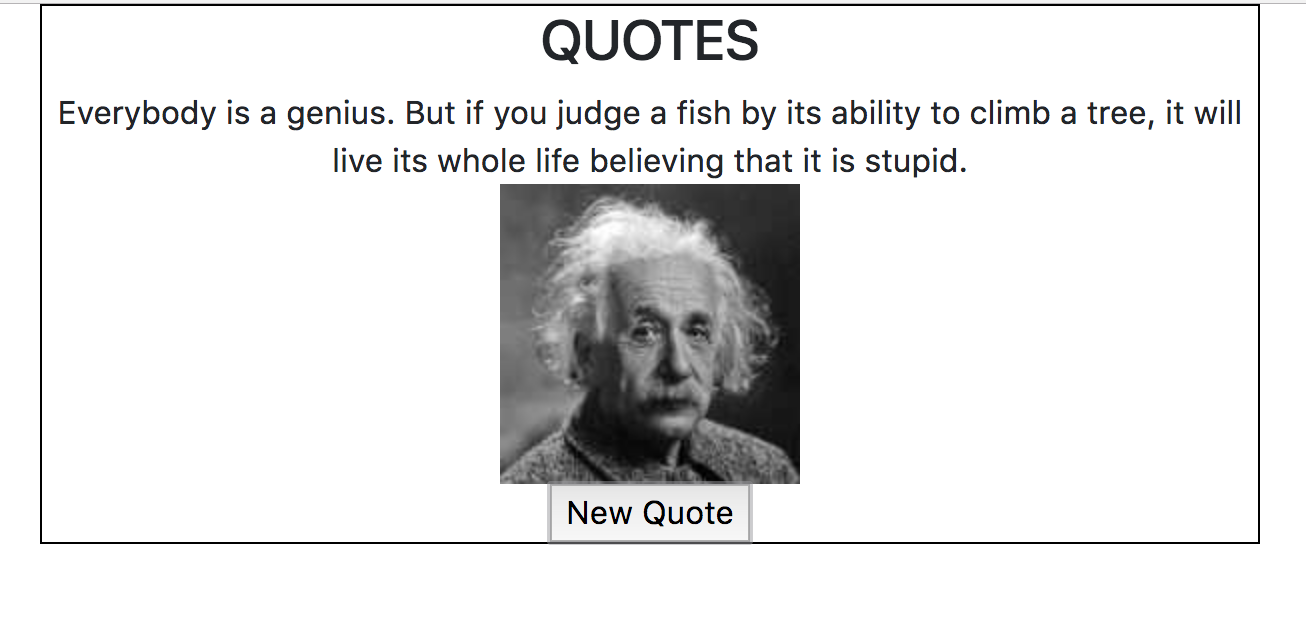 QUOTES
Everybody is a genius. But if you judge a fish by its ability to climb a tree, it will
live its whole life believing that it is stupid.
New Quote